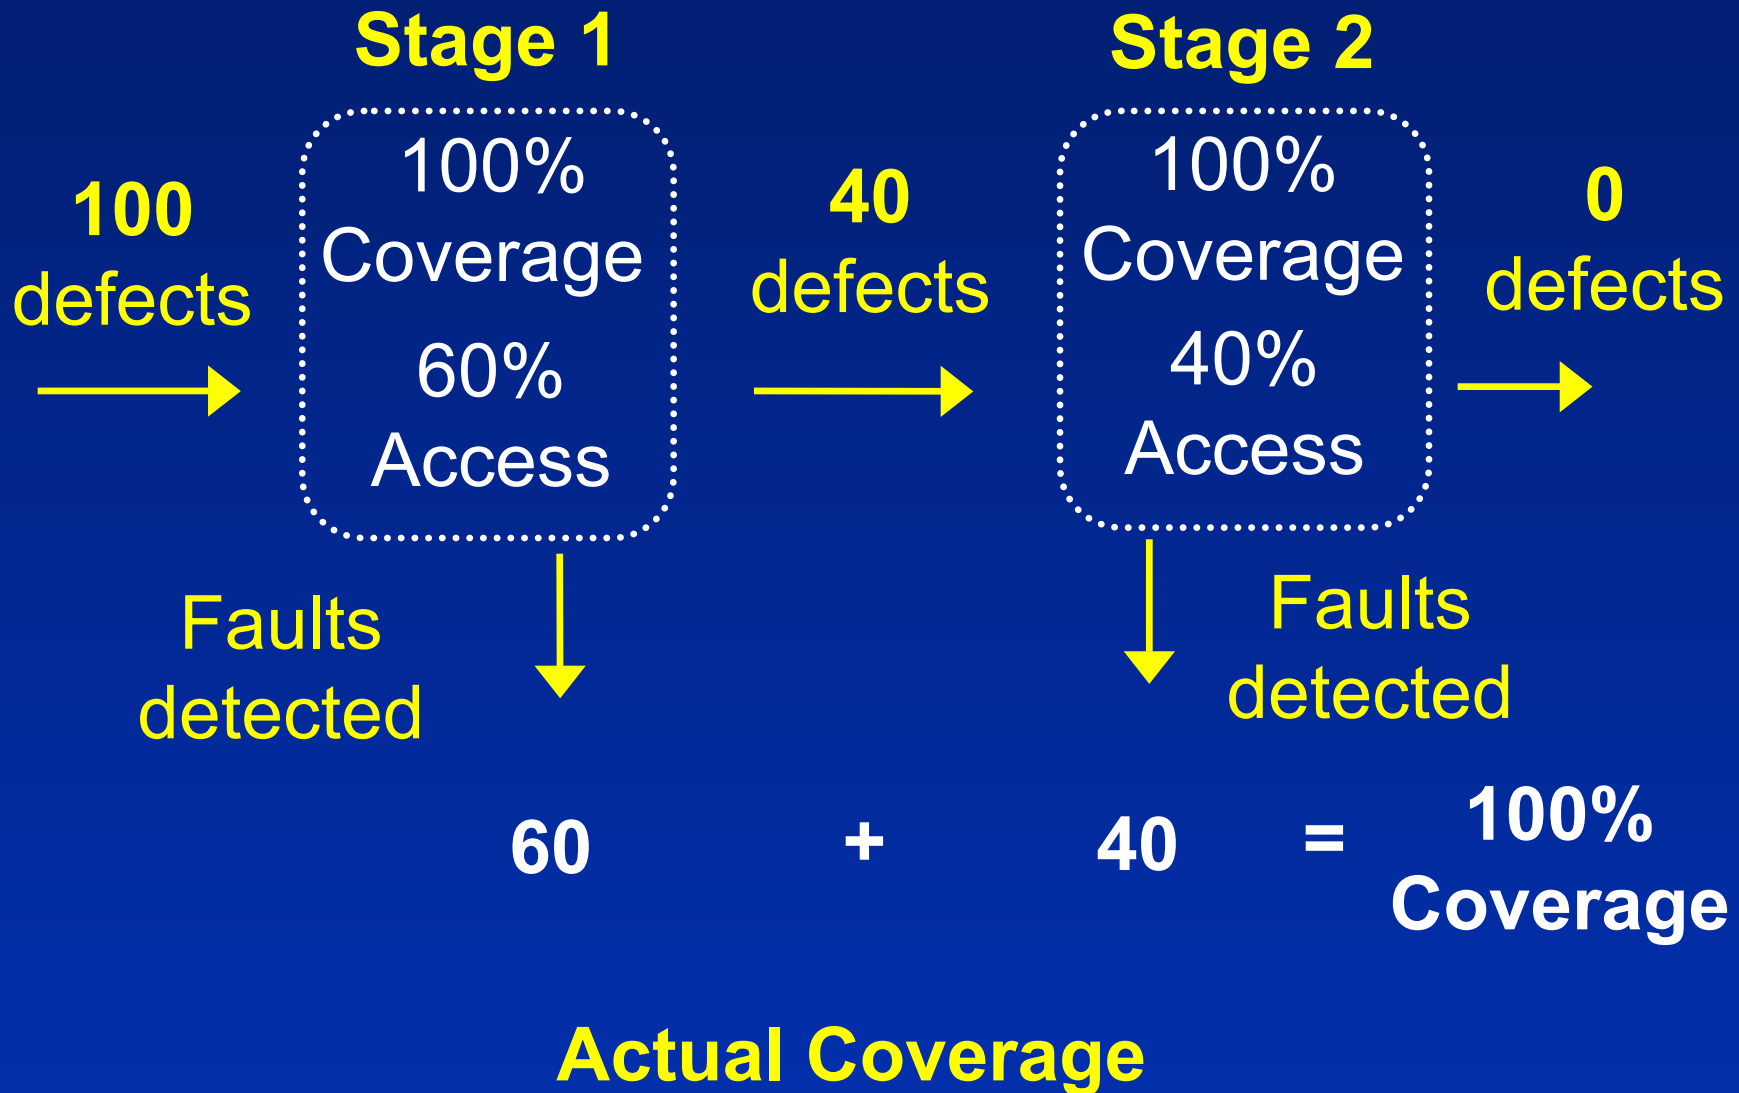 Stage 1
Stage 2
100
defects
100%
Coverage
60%
Access
40
defects
100%
Coverage
40%
Access
0
defects
Faults
detected
Faults
detected
60 + 40 = 100%
Coverage
Actual Coverage